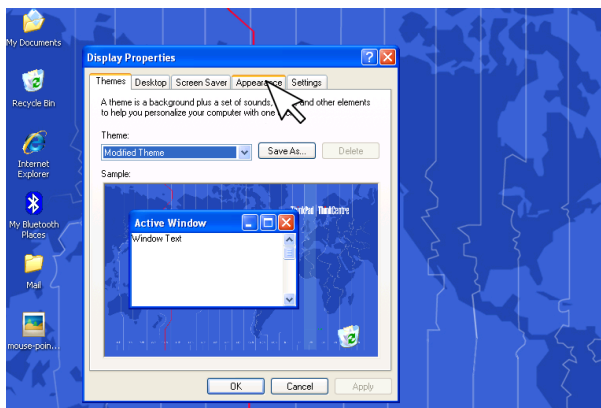 My Documents
Recycle Bin
Internet
Explorer
My Bluetooth
Places
Mail
mouse-poin...
Display Properties
Themes Desktop Screen Saver Appearance Settings
A theme is a background plus a set of sounds, and other elements
to help you personalize your computer with one
Theme:
Modified Theme
Save As... Delete
Sample:
ThinkPad ThinkCentre
Active Window
Window Text
OK Cancel Apply